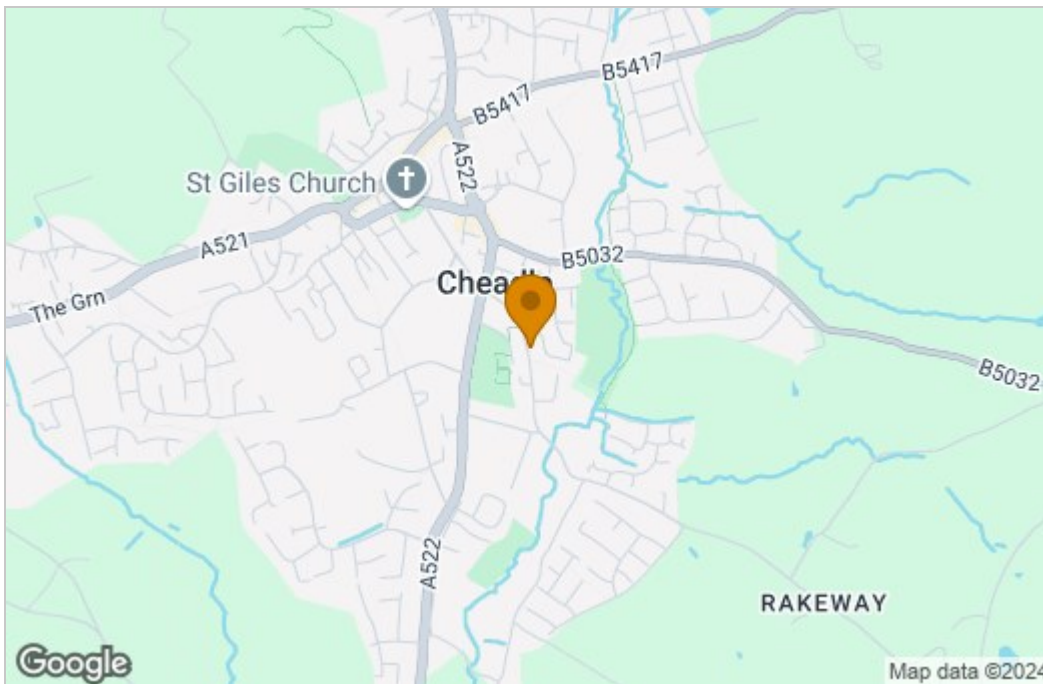 B5417
B5417
A522
St Giles Church
A521
B5032
The Grn
B5032
A522
RAKEWAY
Google
Map data ©2024